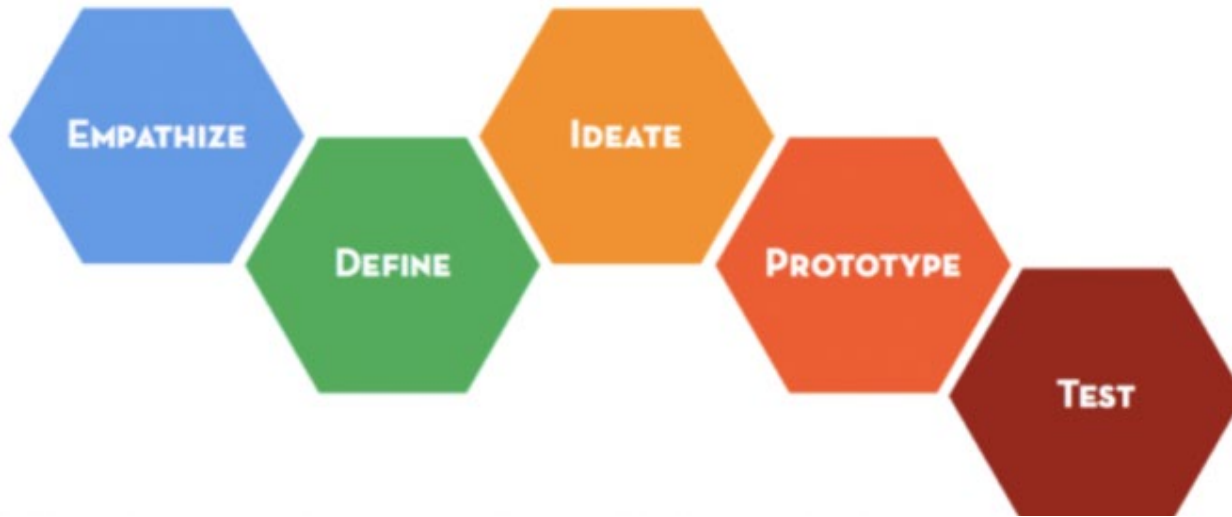 EMPATHIZE
DEFINE
IDEATE
PROTOTYPE
TEST